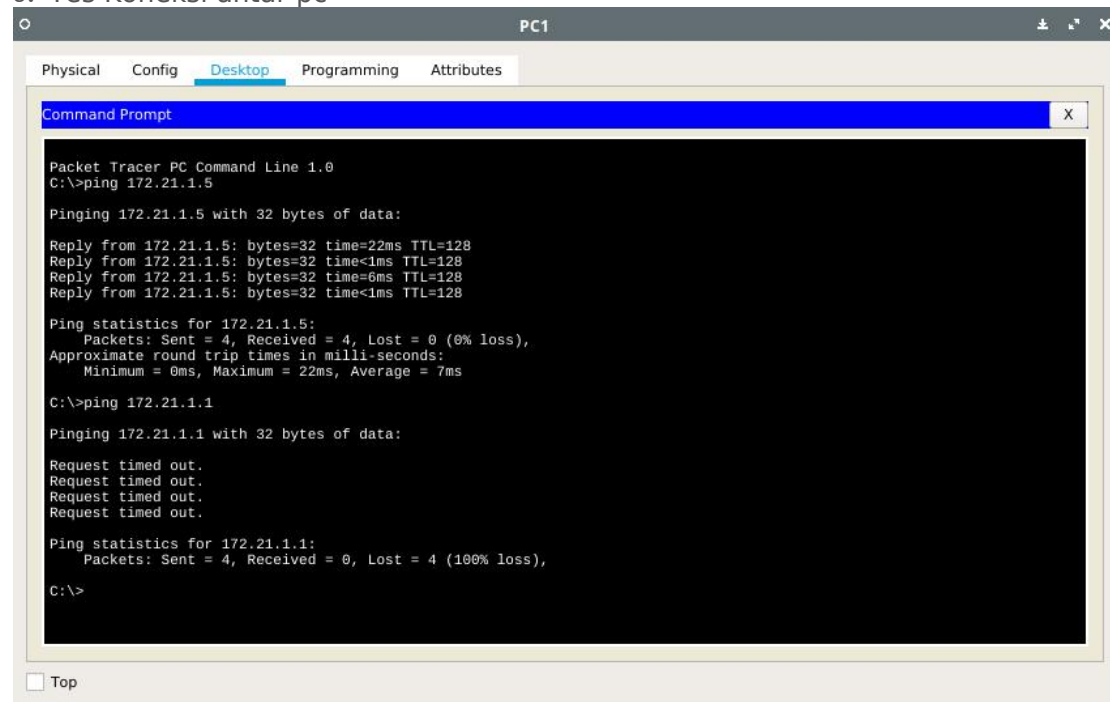 6. Tes Koneksi antar pc
PC1
Physical Config Desktop Programming Attributes
Command Prompt X
Packet Tracer PC Command Line 1.0
C:\>ping 172.21.1.5
Pinging 172.21.1.5 with 32 bytes of data:
Reply from 172.21.1.5: bytes=32 time=22ms TTL=128
Reply from 172.21.1.5: bytes=32 time<1ms TTL=128
Reply from 172.21.1.5: bytes=32 time=6ms TTL=128
Reply from 172.21.1.5: bytes=32 time<1ms TTL=128
Ping statistics for 172.21.1.5:
Packets: Sent = 4, Received = 4, Lost = 0 (0% loss),
Approximate round trip times in milli-seconds:
Minimum = 0ms, Maximum = 22ms, Average = 7ms
C:\>ping 172.21.1.1
Pinging 172.21.1.1 with 32 bytes of data:
Request timed out.
Request timed out.
Request timed out.
Request timed out.
Ping statistics for 172.21.1.1:
Packets: Sent = 4, Received = 0, Lost = 4 (100% loss),
C:\>
Top